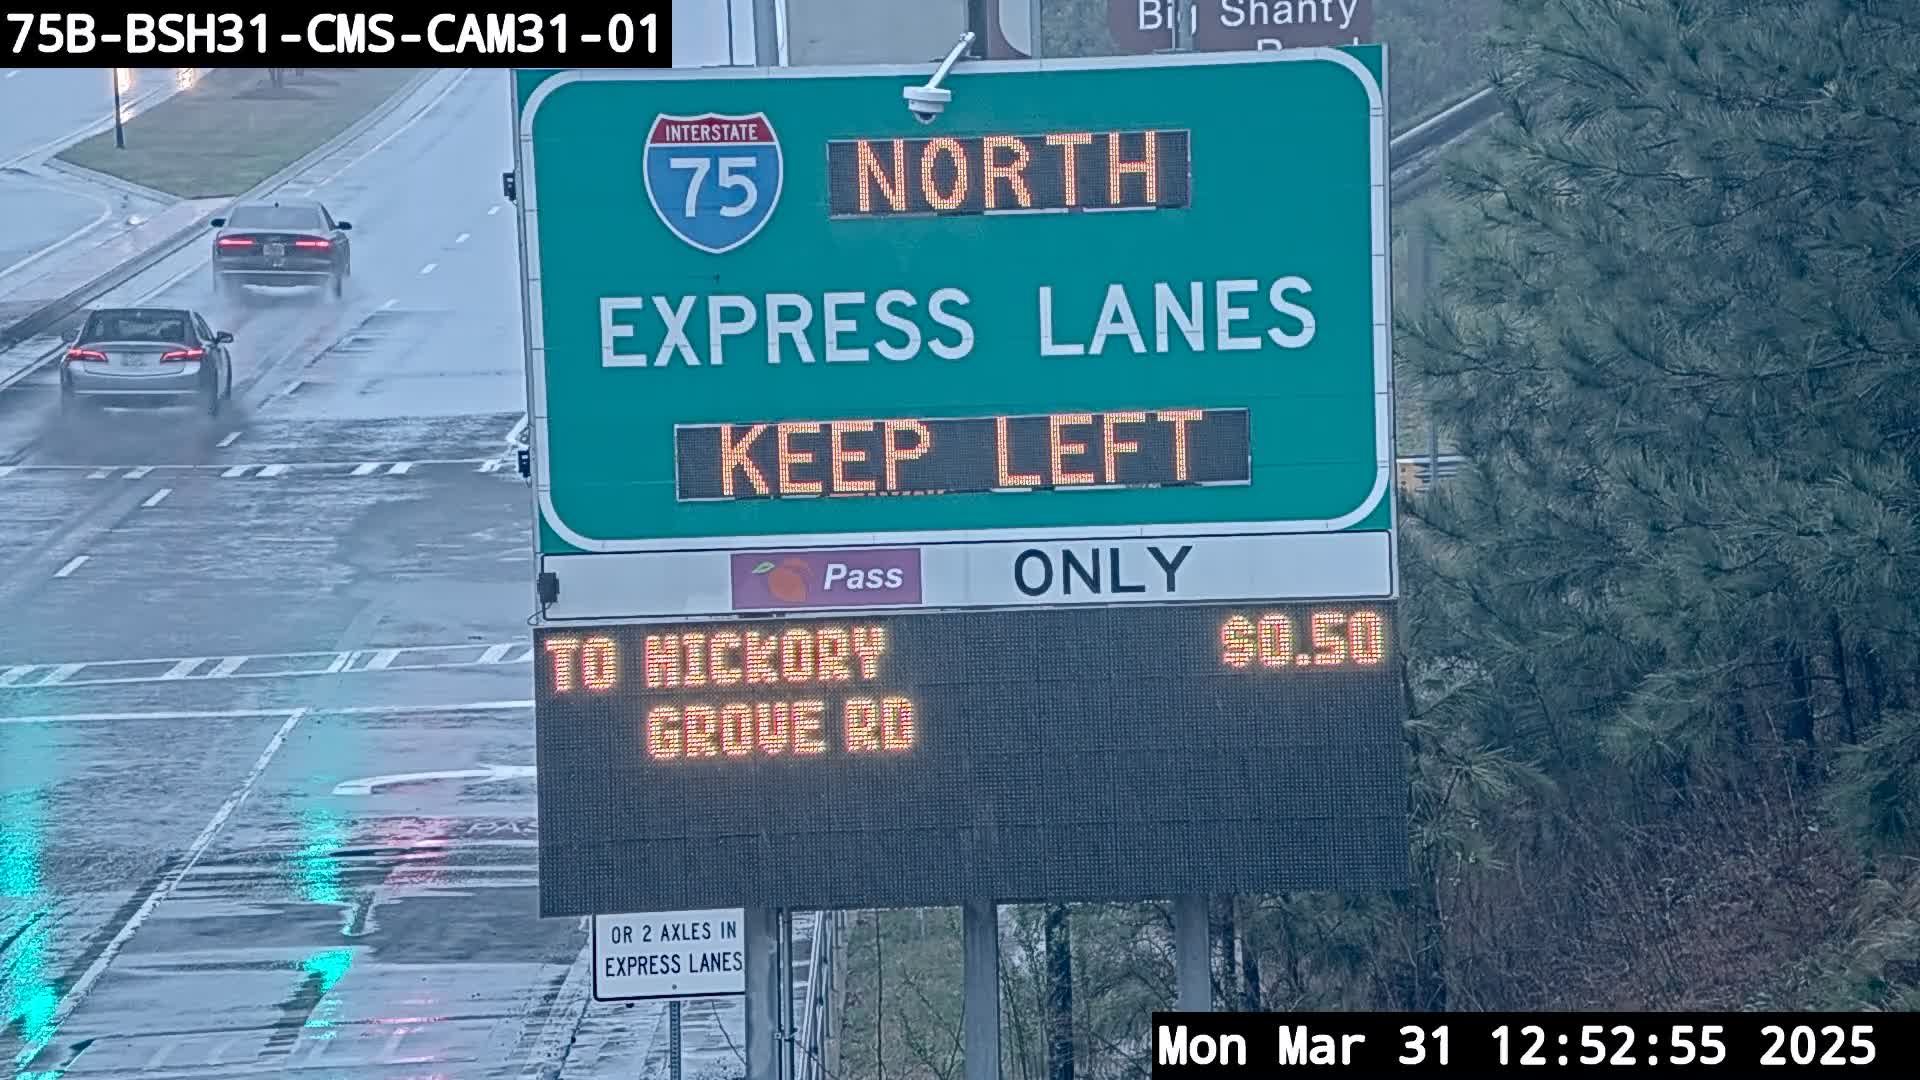 75B-BSH31-CMS-CAM31-01
Big Shanty
INTERSTATE
75
NORTH
EXPRESS LANES
KEEP LEFT
Pass ONLY
TO HICKORY $0.50
GROVE RD
OR 2 AXLES IN
EXPRESS LANES
Mon Mar 31 12:52:55 2025